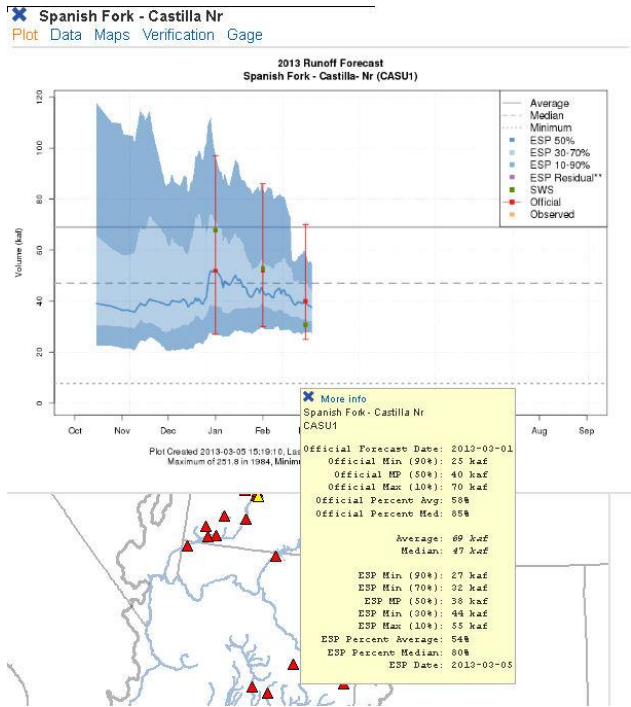 Spanish Fork - Castilla Nr
Plot Data Maps Verification Gage
2013 Runoff Forecast
Spanish Fork - Castilla- Nr (CASU1)
Average
Median
Minimum
ESP 50%
ESP 30-70%
ESP 10-90%
ESP Residual**
SWS
Official
Observed
Volume (kaf)
120
100
80
60
40
20
0
Oct Nov Dec Jan Feb Aug Sep
Plot Created 2013-03-05 15:19:10, Las
Maximum of 251.8 in 1984, Minim
More info
Spanish Fork - Castilla Nr
CASU1
Official Forecast Date: 2013-03-01
Official Min (90%): 25 kaf
Official MP (50%): 40 kaf
Official Max (10%): 70 kaf
Official Percent Avg: 58%
Official Percent Med: 85%
Average: 69 kaf
Median: 47 kaf
ESP Min (90%): 27 kaf
ESP Min (70%): 32 kaf
ESP MP (50%): 38 kaf
ESP Min (30%): 44 kaf
ESP Max (10%): 55 kaf
ESP Percent Average: 54%
ESP Percent Median: 80%
ESP Date: 2013-03-05